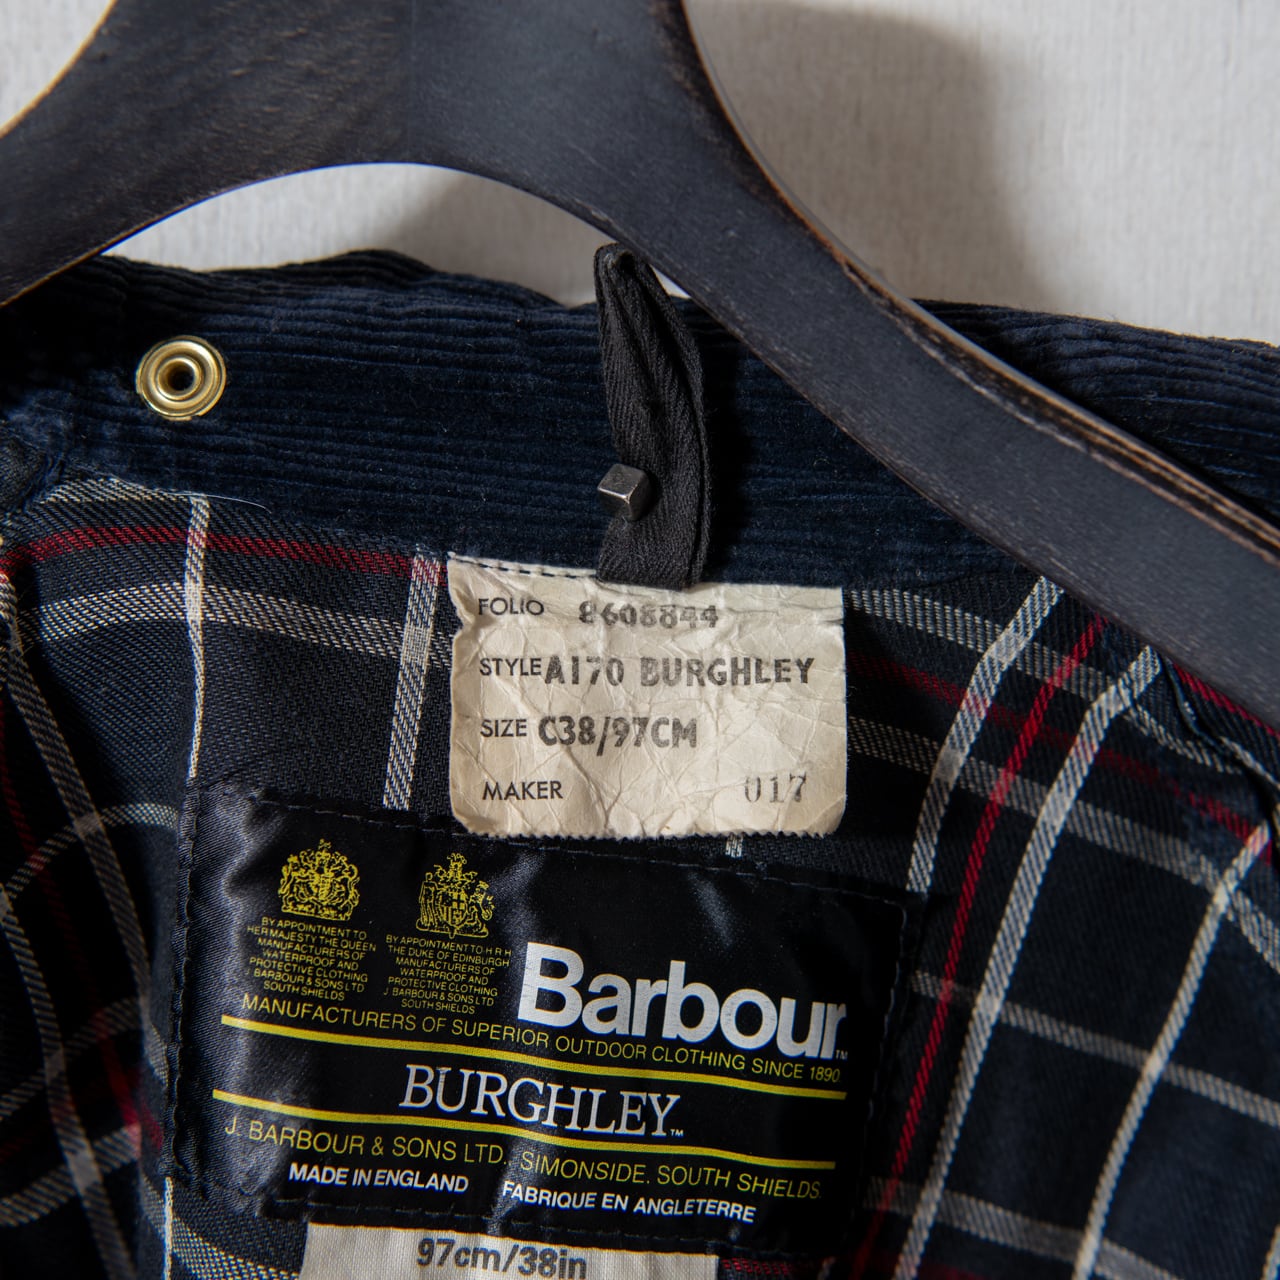 FOLIO 8608844
STYLE A170 BURGHLEY
SIZE C38/97CM
MAKER 017
BY APPOINTMENT TO
HER MAJESTY THE QUEEN
MANUFACTURERS OF
WATERPROOF AND
PROTECTIVE CLOTHING
J. BARBOUR & SONS LTD
SOUTH SHIELDS
BY APPOINTMENT TO H R H
THE DUKE OF EDINBURGH
MANUFACTURERS OF
WATERPROOF AND
PROTECTIVE CLOTHING
J BARBOUR & SONS LTD
SOUTH SHIELDS
Barbour™
MANUFACTURERS OF SUPERIOR OUTDOOR CLOTHING SINCE 1890
BURGHLEY™
J. BARBOUR & SONS LTD. SIMONSIDE. SOUTH SHIELDS.
MADE IN ENGLAND FABRIQUE EN ANGLETERRE
97cm/38in